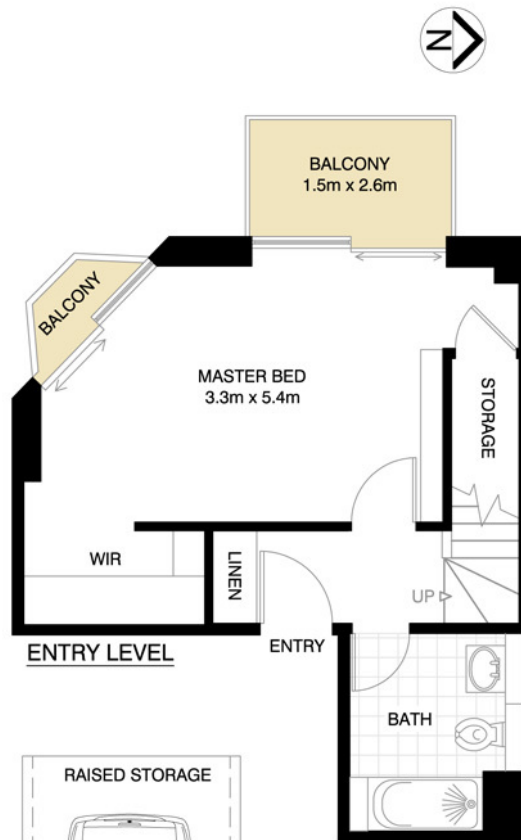 N
BALCONY
1.5m x 2.6m
BALCONY
MASTER BED
3.3m x 5.4m
STORAGE
WIR
LINEN
UP
ENTRY
ENTRY LEVEL
BATH
RAISED STORAGE